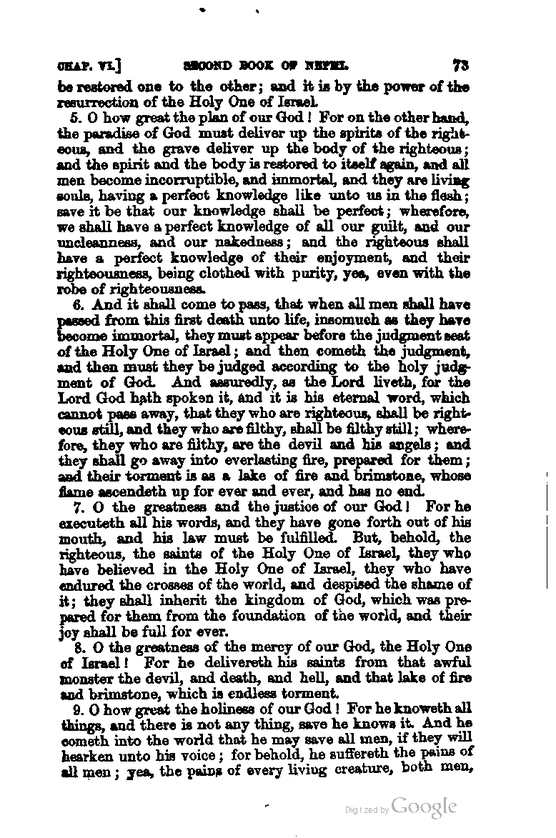 CHAP. VI.] SECOND BOOK OF NEPHI. 73
be restored one to the other; and it is by the power of the
resurrection of the Holy One of Israel.
5. O how great the plan of our God! For on the other hand,
the paradise of God must deliver up the spirits of the right-
eous, and the grave deliver up the body of the righteous;
and the spirit and the body is restored to itself again, and all
men become incorruptible, and immortal, and they are living
souls, having a perfect knowledge like unto us in the flesh;
save it be that our knowledge shall be perfect; wherefore,
we shall have a perfect knowledge of all our guilt, and our
uncleanness, and our nakedness; and the righteous shall
have a perfect knowledge of their enjoyment, and their
righteousness, being clothed with purity, yea, even with the
robe of righteousness.
6. And it shall come to pass, that when all men shall have
passed from this first death unto life, insomuch as they have
become immortal, they must appear before the judgment seat
of the Holy One of Israel; and then cometh the judgment,
and then must they be judged according to the holy judg-
ment of God. And assuredly, as the Lord liveth, for the
Lord God hath spoken it, and it is his eternal word, which
cannot pass away, that they who are righteous, shall be right-
eous still, and they who are filthy, shall be filthy still; where-
fore, they who are filthy, are the devil and his angels; and
they shall go away into everlasting fire, prepared for them;
and their torment is as a lake of fire and brimstone, whose
flame ascendeth up for ever and ever, and has no end.
7. O the greatness and the justice of our God! For he
executeth all his words, and they have gone forth out of his
mouth, and his law must be fulfilled. But, behold, the
righteous, the saints of the Holy One of Israel, they who
have believed in the Holy One of Israel, they who have
endured the crosses of the world, and despised the shame of
it; they shall inherit the kingdom of God, which was pre-
pared for them from the foundation of the world, and their
joy shall be full for ever.
8. O the greatness of the mercy of our God, the Holy One
of Israel! For he delivereth his saints from that awful
monster the devil, and death, and hell, and that lake of fire
and brimstone, which is endless torment.
9. O how great the holiness of our God! For he knoweth all
things, and there is not any thing, save he knows it. And he
cometh into the world that he may save all men, if they will
hearken unto his voice; for behold, he suffereth the pains of
all men; yea, the pains of every living creature, both men,
Digitized by Google